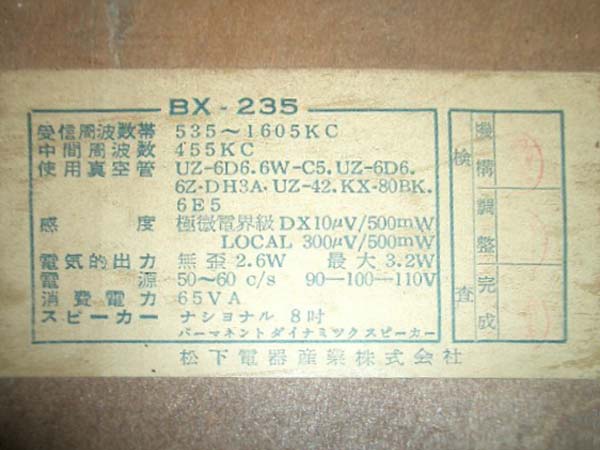 BX-235
受信周波数帯 535～1605KC
中間周波数 455KC
使用真空管 UZ-6D6.6W-C5.UZ-6D6.
6Z-DH3A.UZ-42.KX-80BK.
6E5
感度 極微電界級 DX10μV/500mW
LOCAL 300μV/500mW
電気的出力 無歪 2.6W 最大 3.2W
電源 50～60 c/s 90―100―110V
消費電力 65VA
スピーカー ナショナル 8吋
パーマネントダイナミックスピーカー
松下電器産業株式会社
検査
機構
調整
完成